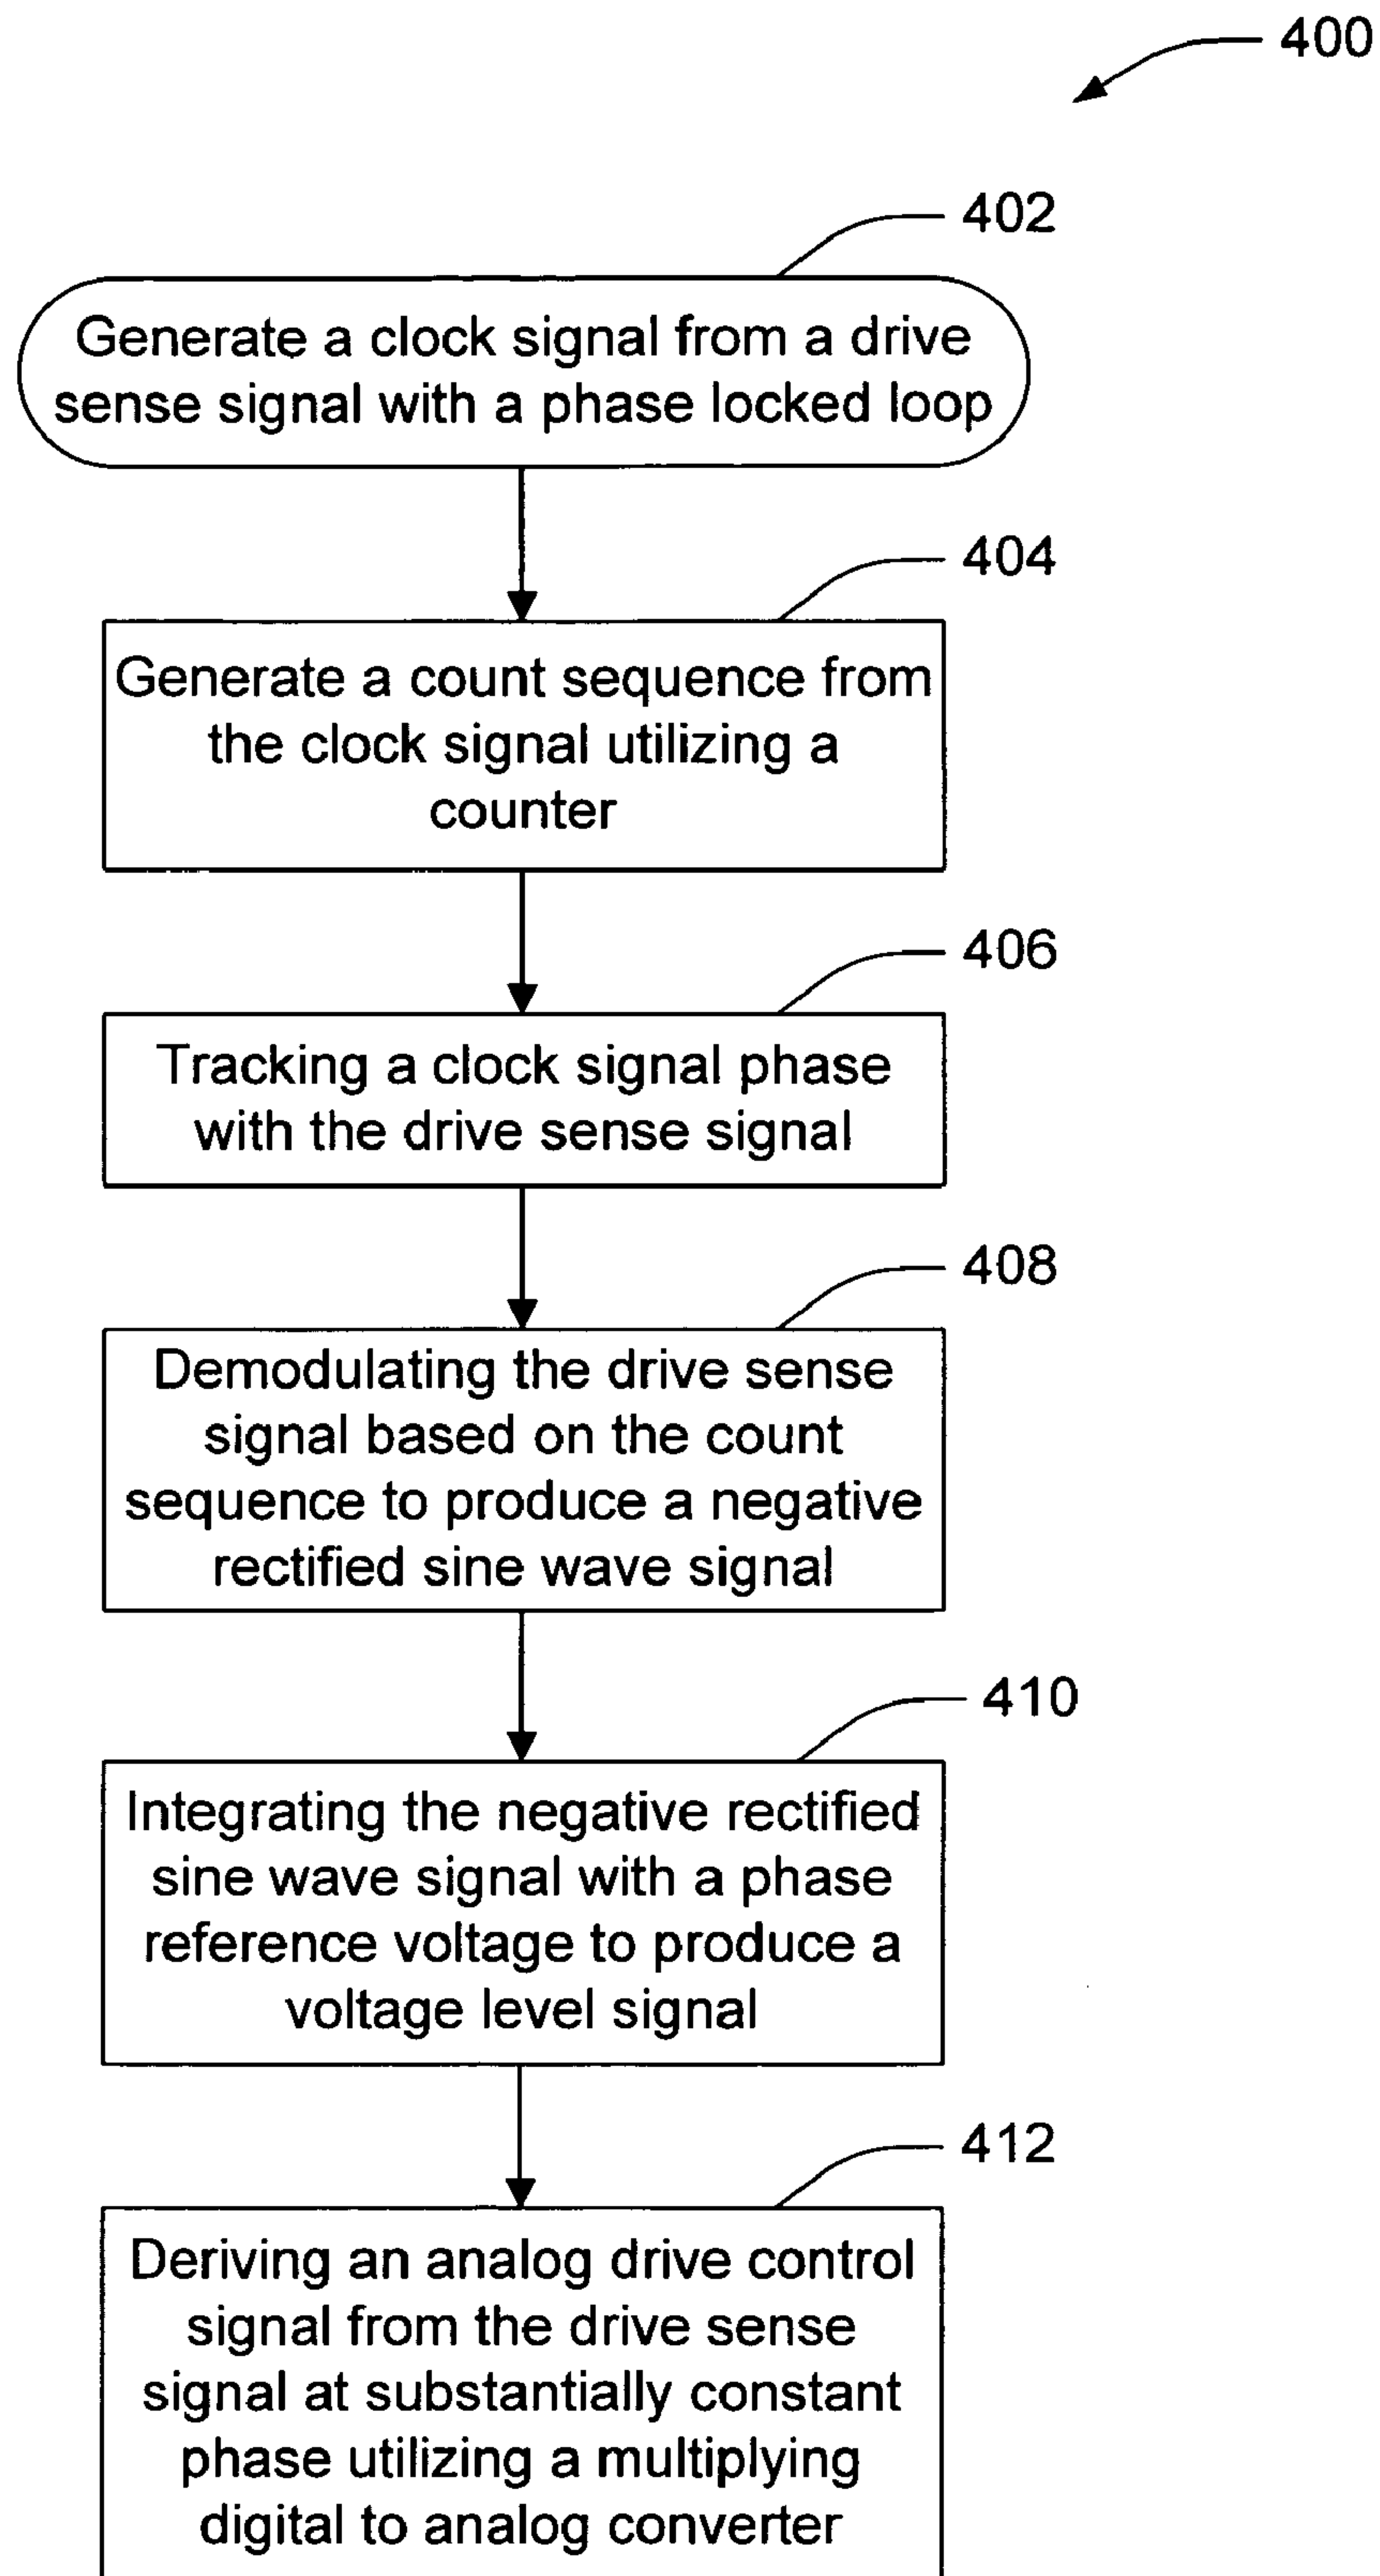 400
402
Generate a clock signal from a drive
sense signal with a phase locked loop
404
Generate a count sequence from
the clock signal utilizing a
counter
406
Tracking a clock signal phase
with the drive sense signal
408
Demodulating the drive sense
signal based on the count
sequence to produce a negative
rectified sine wave signal
410
Integrating the negative rectified
sine wave signal with a phase
reference voltage to produce a
voltage level signal
412
Deriving an analog drive control
signal from the drive sense
signal at substantially constant
phase utilizing a multiplying
digital to analog converter